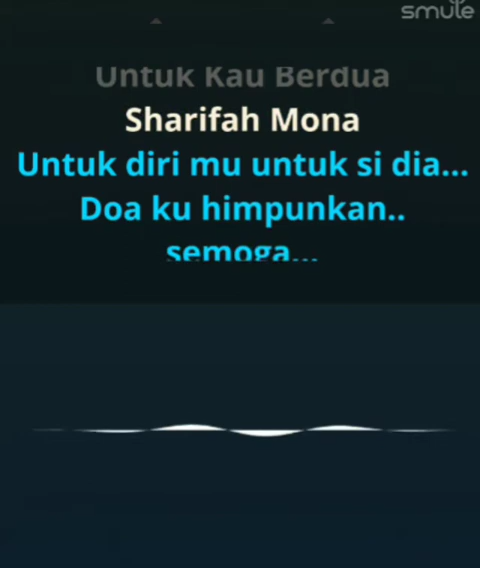 smule
Untuk Kau Berdua
Sharifah Mona
Untuk diri mu untuk si dia...
Doa ku himpunkan..
semoga...